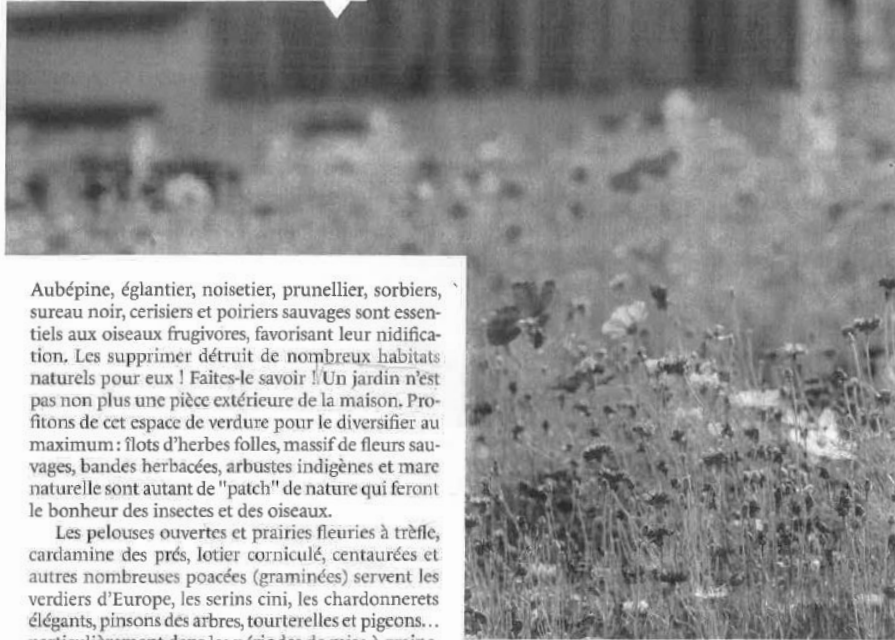 Aubépine, églantier, noisetier, prunellier, sorbiers,
sureau noir, cerisiers et poiriers sauvages sont essen-
tiels aux oiseaux frugivores, favorisant leur nidifica-
tion. Les supprimer détruit de nombreux habitats
naturels pour eux ! Faites-le savoir ! Un jardin n'est
pas non plus une pièce extérieure de la maison. Pro-
fitons de cet espace de verdure pour le diversifier au
maximum : îlots d'herbes folles, massif de fleurs sau-
vages, bandes herbacées, arbustes indigènes et mare
naturelle sont autant de "patch" de nature qui feront
le bonheur des insectes et des oiseaux.
Les pelouses ouvertes et prairies fleuries à trèfle,
cardamine des prés, lotier corniculé, centaurées et
autres nombreuses poacées (graminées) servent les
verdiers d'Europe, les serins cini, les chardonnerets
élégants, pinsons des arbres, tourterelles et pigeons...